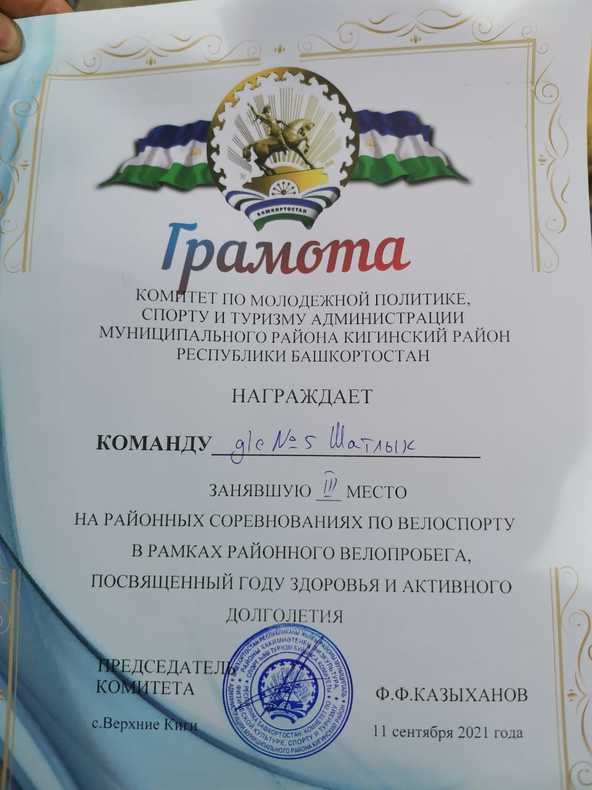 БАШКОРТОСТАН
Грамота
КОМИТЕТ ПО МОЛОДЕЖНОЙ ПОЛИТИКЕ,
СПОРТУ И ТУРИЗМУ АДМИНИСТРАЦИИ
МУНИЦИПАЛЬНОГО РАЙОНА КИГИНСКИЙ РАЙОН
РЕСПУБЛИКИ БАШКОРТОСТАН
НАГРАЖДАЕТ
КОМАНДУ д/с №5 Шатлык
ЗАНЯВШУЮ III МЕСТО
НА РАЙОННЫХ СОРЕВНОВАНИЯХ ПО ВЕЛОСПОРТУ
В РАМКАХ РАЙОННОГО ВЕЛОПРОБЕГА,
ПОСВЯЩЕННЫЙ ГОДУ ЗДОРОВЬЯ И АКТИВНОГО
ДОЛГОЛЕТИЯ
ПРЕДСЕДАТЕЛЬ
КОМИТЕТА Ф.Ф.КАЗЫХАНОВ
с.Верхние Киги 11 сентября 2021 года